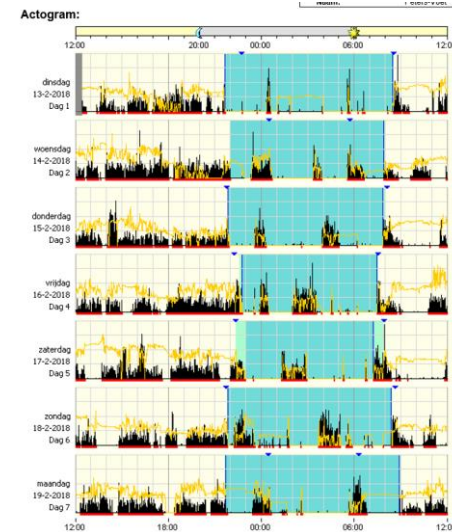 Actogram:
12:00 20:00 00:00 06:00 12:00
dinsdag
13-2-2018
Dag 1
woensdag
14-2-2018
Dag 2
donderdag
15-2-2018
Dag 3
vrijdag
16-2-2018
Dag 4
zaterdag
17-2-2018
Dag 5
zondag
18-2-2018
Dag 6
maandag
19-2-2018
Dag 7
12:00 18:00 00:00 06:00 12:00